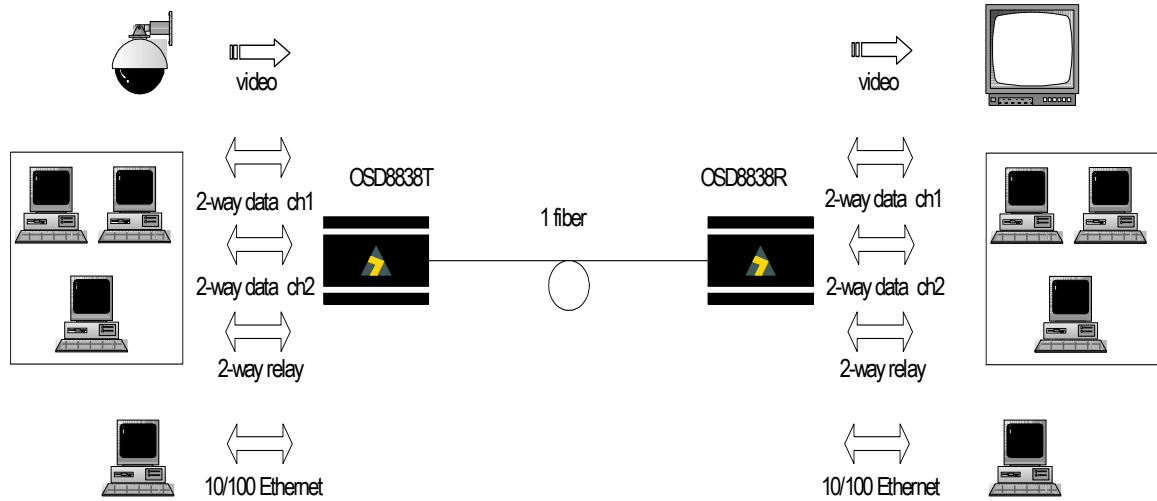 video
video
2-way data ch1
OSD8838T
OSD8838R
2-way data ch1
1 fiber
2-way data ch2
2-way data ch2
2-way relay
2-way relay
10/100 Ethernet
10/100 Ethernet